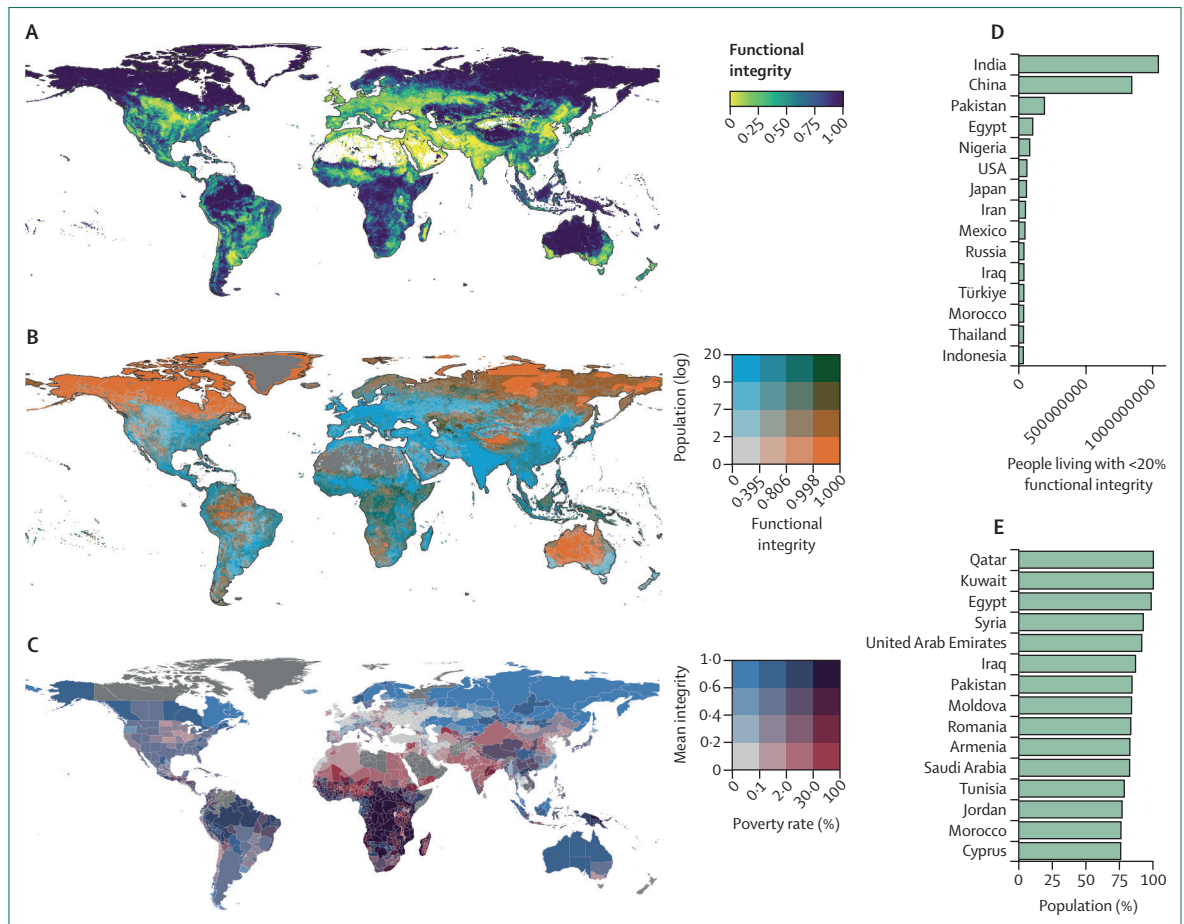 A
Functional
integrity
0
0·25
0·50
0·75
1·00
B
Population (log)
20
9
7
2
0
0
0·395
0·806
0·998
1·000
Functional
integrity
C
Mean integrity
1·0
0·6
0·4
0·2
0
0
0·1
2·0
30·0
100
Poverty rate (%)
D
India
China
Pakistan
Egypt
Nigeria
USA
Japan
Iran
Mexico
Russia
Iraq
Türkiye
Morocco
Thailand
Indonesia
0
500000000
1000000000
People living with <20%
functional integrity
E
Qatar
Kuwait
Egypt
Syria
United Arab Emirates
Iraq
Pakistan
Moldova
Romania
Armenia
Saudi Arabia
Tunisia
Jordan
Morocco
Cyprus
0 25 50 75 100
Population (%)